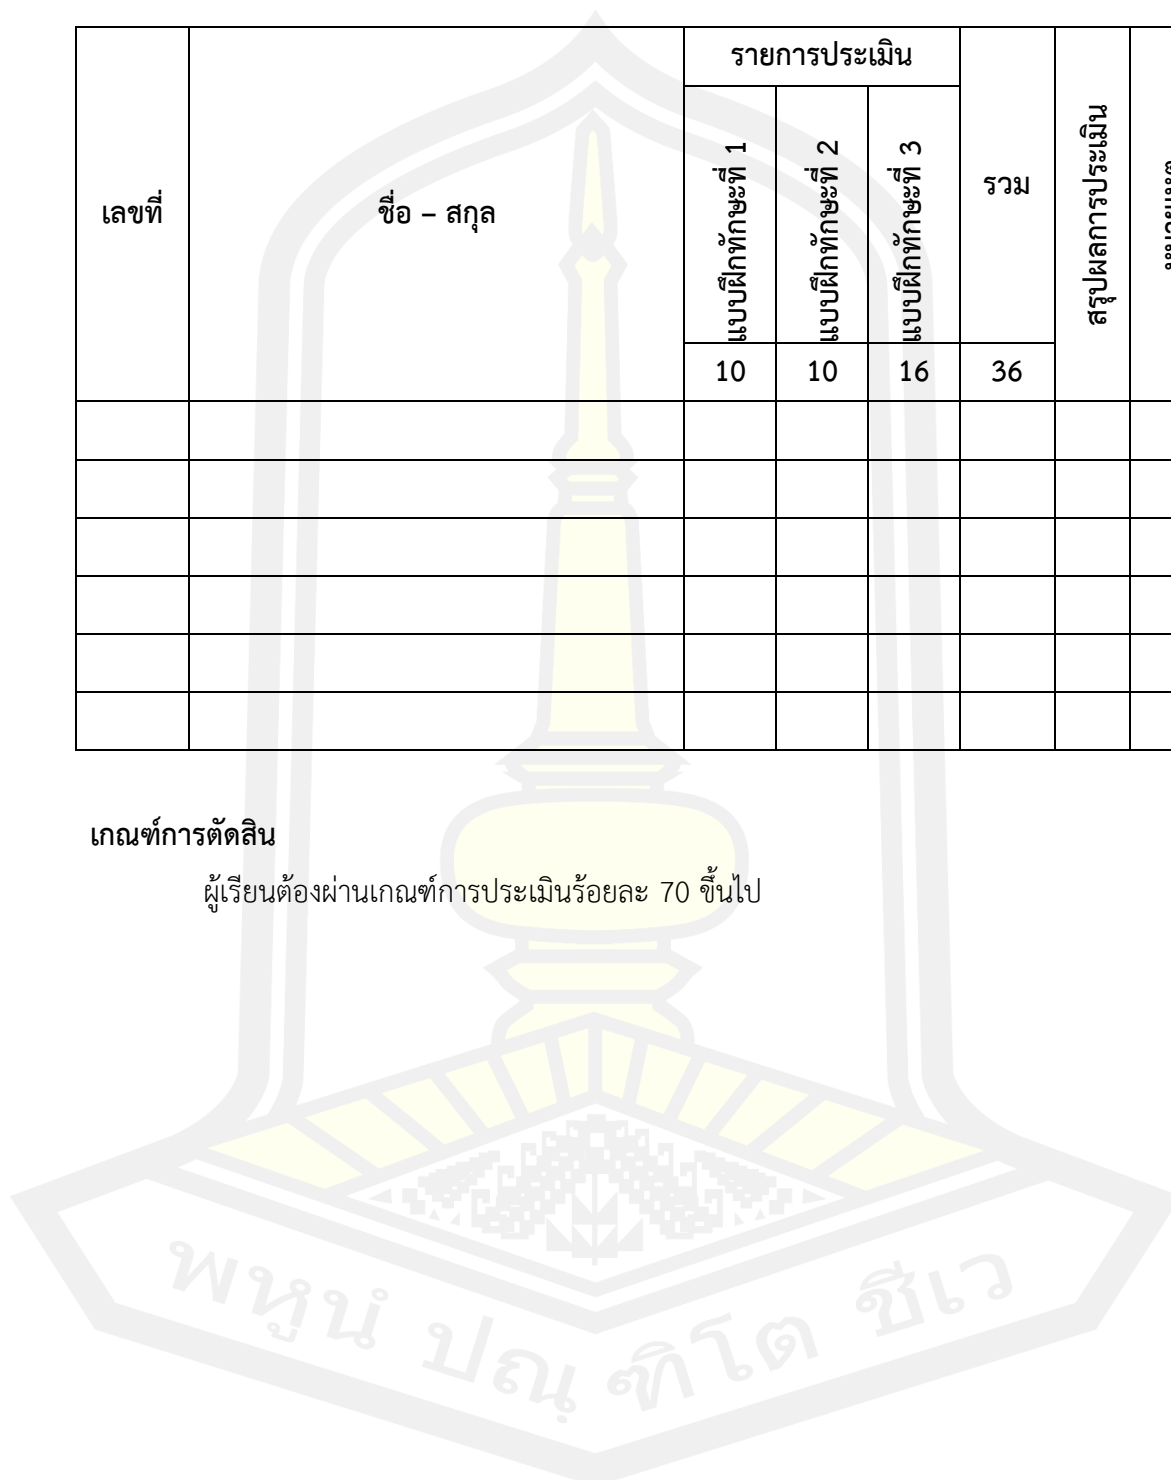 รายการประเมิน
เลขที่
ชื่อ – สกุล
แบบฝึกทักษะที่ 1
แบบฝึกทักษะที่ 2
แบบฝึกทักษะที่ 3
รวม
สรุปผลการประเมิน
10 10 16 36
เกณฑ์การตัดสิน
ผู้เรียนต้องผ่านเกณฑ์การประเมินร้อยละ 70 ขึ้นไป
พหูนํ ปณฺฑิโต ชีเว